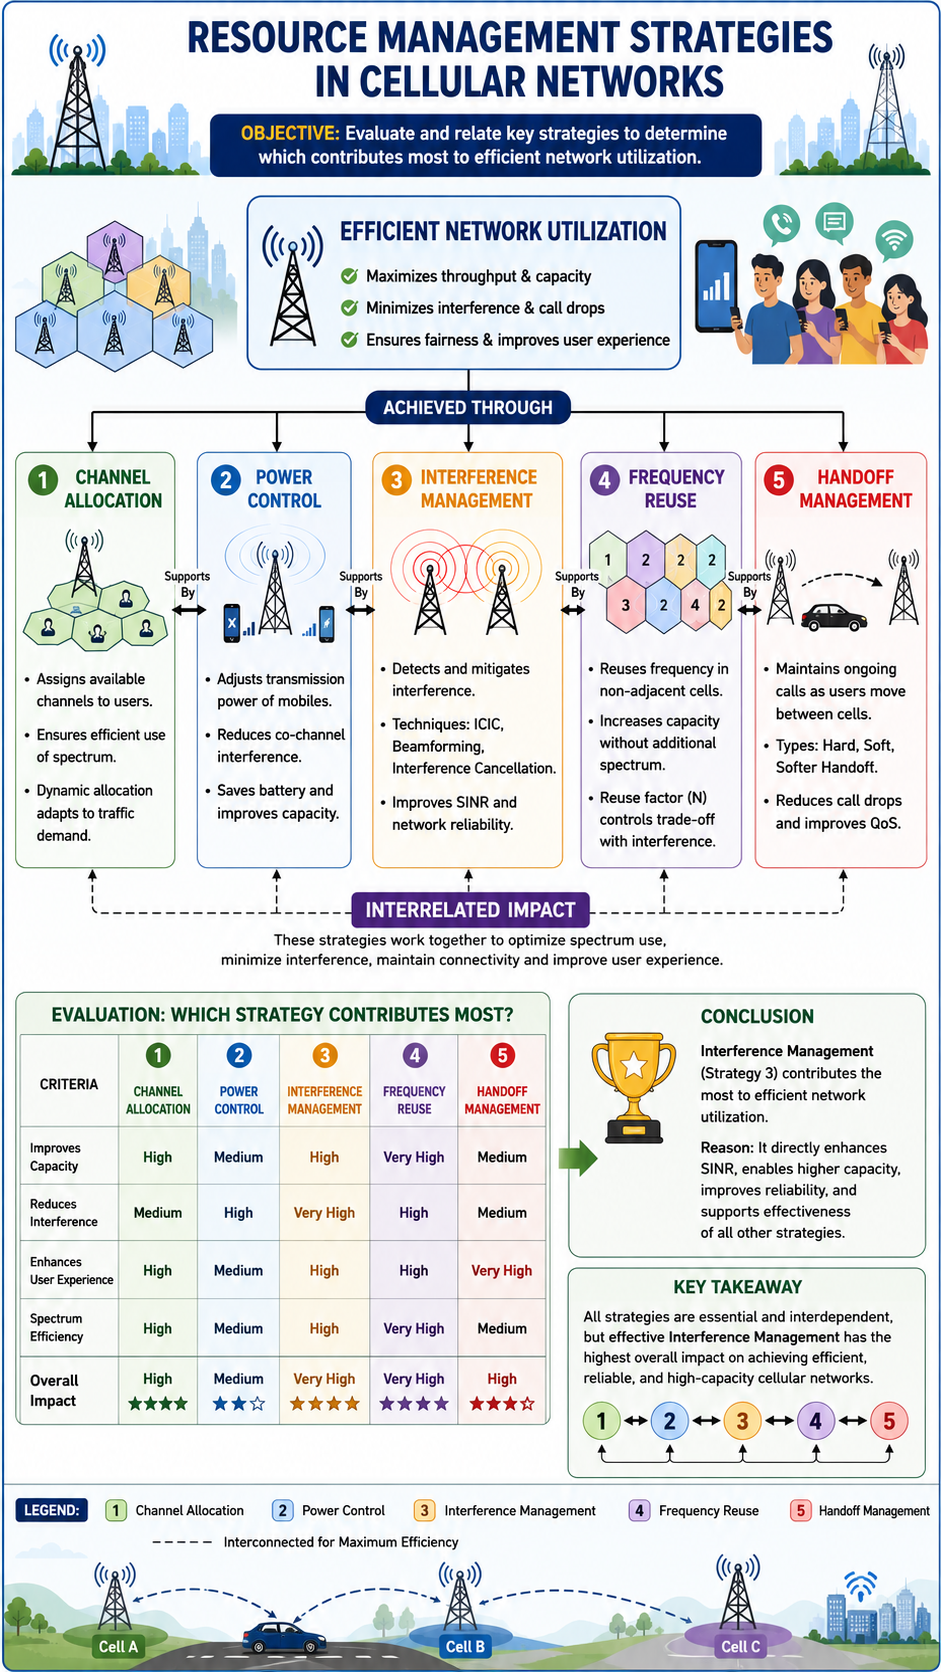 RESOURCE MANAGEMENT STRATEGIES
IN CELLULAR NETWORKS
OBJECTIVE: Evaluate and relate key strategies to determine
which contributes most to efficient network utilization.
EFFICIENT NETWORK UTILIZATION
Maximizes throughput & capacity
Minimizes interference & call drops
Ensures fairness & improves user experience
ACHIEVED THROUGH
1 CHANNEL
ALLOCATION
• Assigns available
channels to users.
• Ensures efficient use
of spectrum.
• Dynamic allocation
adapts to traffic
demand.
Supports
By
2 POWER
CONTROL
X
• Adjusts transmission
power of mobiles.
• Reduces co-channel
interference.
• Saves battery and
improves capacity.
Supports
By
3 INTERFERENCE
MANAGEMENT
• Detects and mitigates
interference.
• Techniques: ICIC,
Beamforming,
Interference Cancellation.
• Improves SINR and
network reliability.
Supports
By
4 FREQUENCY
REUSE
1 2 2 2
3 2 4 2
• Reuses frequency in
non-adjacent cells.
• Increases capacity
without additional
spectrum.
• Reuse factor (N)
controls trade-off
with interference.
Supports
By
5 HANDOFF
MANAGEMENT
• Maintains ongoing
calls as users move
between cells.
• Types: Hard, Soft,
Softer Handoff.
• Reduces call drops
and improves QoS.
INTERRELATED IMPACT
These strategies work together to optimize spectrum use,
minimize interference, maintain connectivity and improve user experience.
EVALUATION: WHICH STRATEGY CONTRIBUTES MOST?
1 2 3 4 5
CRITERIA
CHANNEL
ALLOCATION
POWER
CONTROL
INTERFERENCE
MANAGEMENT
FREQUENCY
REUSE
HANDOFF
MANAGEMENT
Improves
Capacity
High Medium High Very High Medium
Reduces
Interference
Medium High Very High High Medium
Enhances
User Experience
High Medium High High Very High
Spectrum
Efficiency
High Medium High Very High Medium
Overall
Impact
High Medium Very High Very High High
★★★★ ★★☆ ★★★★ ★★★★ ★★★☆
CONCLUSION
Interference Management
(Strategy 3) contributes the
most to efficient network
utilization.
Reason: It directly enhances
SINR, enables higher capacity,
improves reliability, and
supports effectiveness
of all other strategies.
KEY TAKEAWAY
All strategies are essential and interdependent,
but effective Interference Management has the
highest overall impact on achieving efficient,
reliable, and high-capacity cellular networks.
1 2 3 4 5
LEGEND: 1 Channel Allocation 2 Power Control 3 Interference Management 4 Frequency Reuse 5 Handoff Management
Interconnected for Maximum Efficiency
Cell A Cell B Cell C